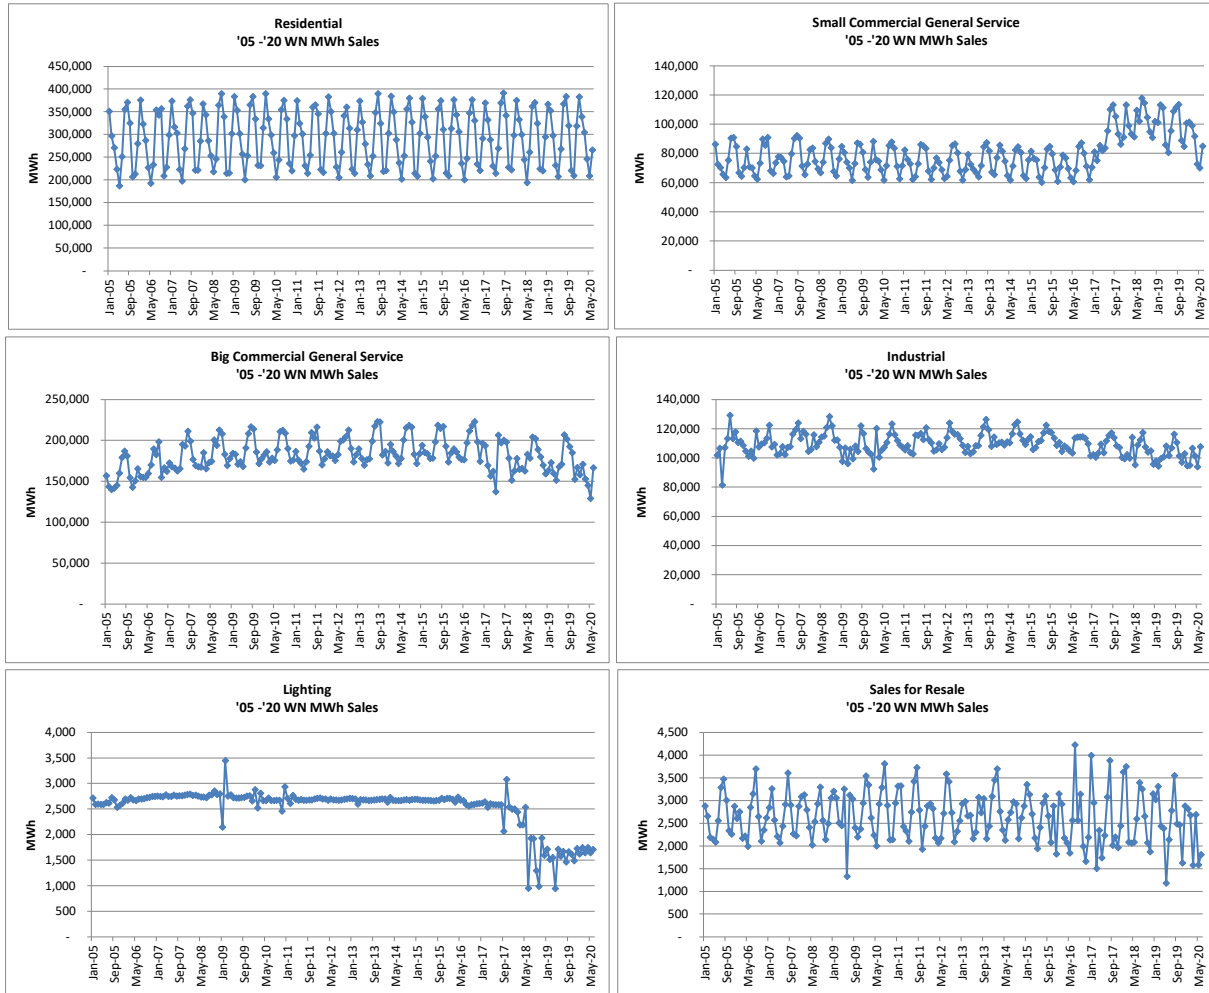 Residential
'05 -'20 WN MWh Sales
450,000
400,000
350,000
300,000
250,000
200,000
150,000
100,000
50,000
-
MWh
Jan-05
Sep-05
May-06
Jan-07
Sep-07
May-08
Jan-09
Sep-09
May-10
Jan-11
Sep-11
May-12
Jan-13
Sep-13
May-14
Jan-15
Sep-15
May-16
Jan-17
Sep-17
May-18
Jan-19
Sep-19
May-20
Small Commercial General Service
'05 -'20 WN MWh Sales
140,000
120,000
100,000
80,000
60,000
40,000
20,000
-
MWh
Jan-05
Sep-05
May-06
Jan-07
Sep-07
May-08
Jan-09
Sep-09
May-10
Jan-11
Sep-11
May-12
Jan-13
Sep-13
May-14
Jan-15
Sep-15
May-16
Jan-17
Sep-17
May-18
Jan-19
Sep-19
May-20
Big Commercial General Service
'05 -'20 WN MWh Sales
250,000
200,000
150,000
100,000
50,000
-
MWh
Jan-05
Sep-05
May-06
Jan-07
Sep-07
May-08
Jan-09
Sep-09
May-10
Jan-11
Sep-11
May-12
Jan-13
Sep-13
May-14
Jan-15
Sep-15
May-16
Jan-17
Sep-17
May-18
Jan-19
Sep-19
May-20
Industrial
'05 -'20 WN MWh Sales
140,000
120,000
100,000
80,000
60,000
40,000
20,000
-
MWh
Jan-05
Sep-05
May-06
Jan-07
Sep-07
May-08
Jan-09
Sep-09
May-10
Jan-11
Sep-11
May-12
Jan-13
Sep-13
May-14
Jan-15
Sep-15
May-16
Jan-17
Sep-17
May-18
Jan-19
Sep-19
May-20
Lighting
'05 -'20 WN MWh Sales
4,000
3,500
3,000
2,500
2,000
1,500
1,000
500
-
MWh
Jan-05
Sep-05
May-06
Jan-07
Sep-07
May-08
Jan-09
Sep-09
May-10
Jan-11
Sep-11
May-12
Jan-13
Sep-13
May-14
Jan-15
Sep-15
May-16
Jan-17
Sep-17
May-18
Jan-19
Sep-19
May-20
Sales for Resale
'05 -'20 WN MWh Sales
4,500
4,000
3,500
3,000
2,500
2,000
1,500
1,000
500
-
MWh
Jan-05
Sep-05
May-06
Jan-07
Sep-07
May-08
Jan-09
Sep-09
May-10
Jan-11
Sep-11
May-12
Jan-13
Sep-13
May-14
Jan-15
Sep-15
May-16
Jan-17
Sep-17
May-18
Jan-19
Sep-19
May-20